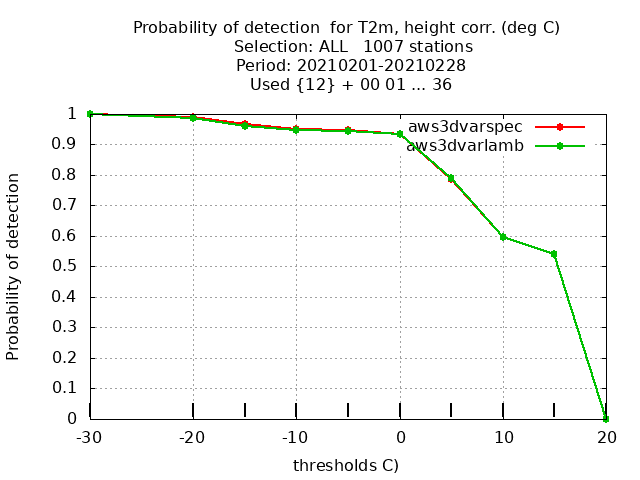 Probability of detection  for T2m, height corr. (deg C)
Selection: ALL   1007 stations
Period: 20210201-20210228
Used {12} + 00 01 ... 36
Probability of detection
1
0.9
0.8
0.7
0.6
0.5
0.4
0.3
0.2
0.1
0
aws3dvarspec
aws3dvarlamb
-30
-20
-10
0
10
20
thresholds C)